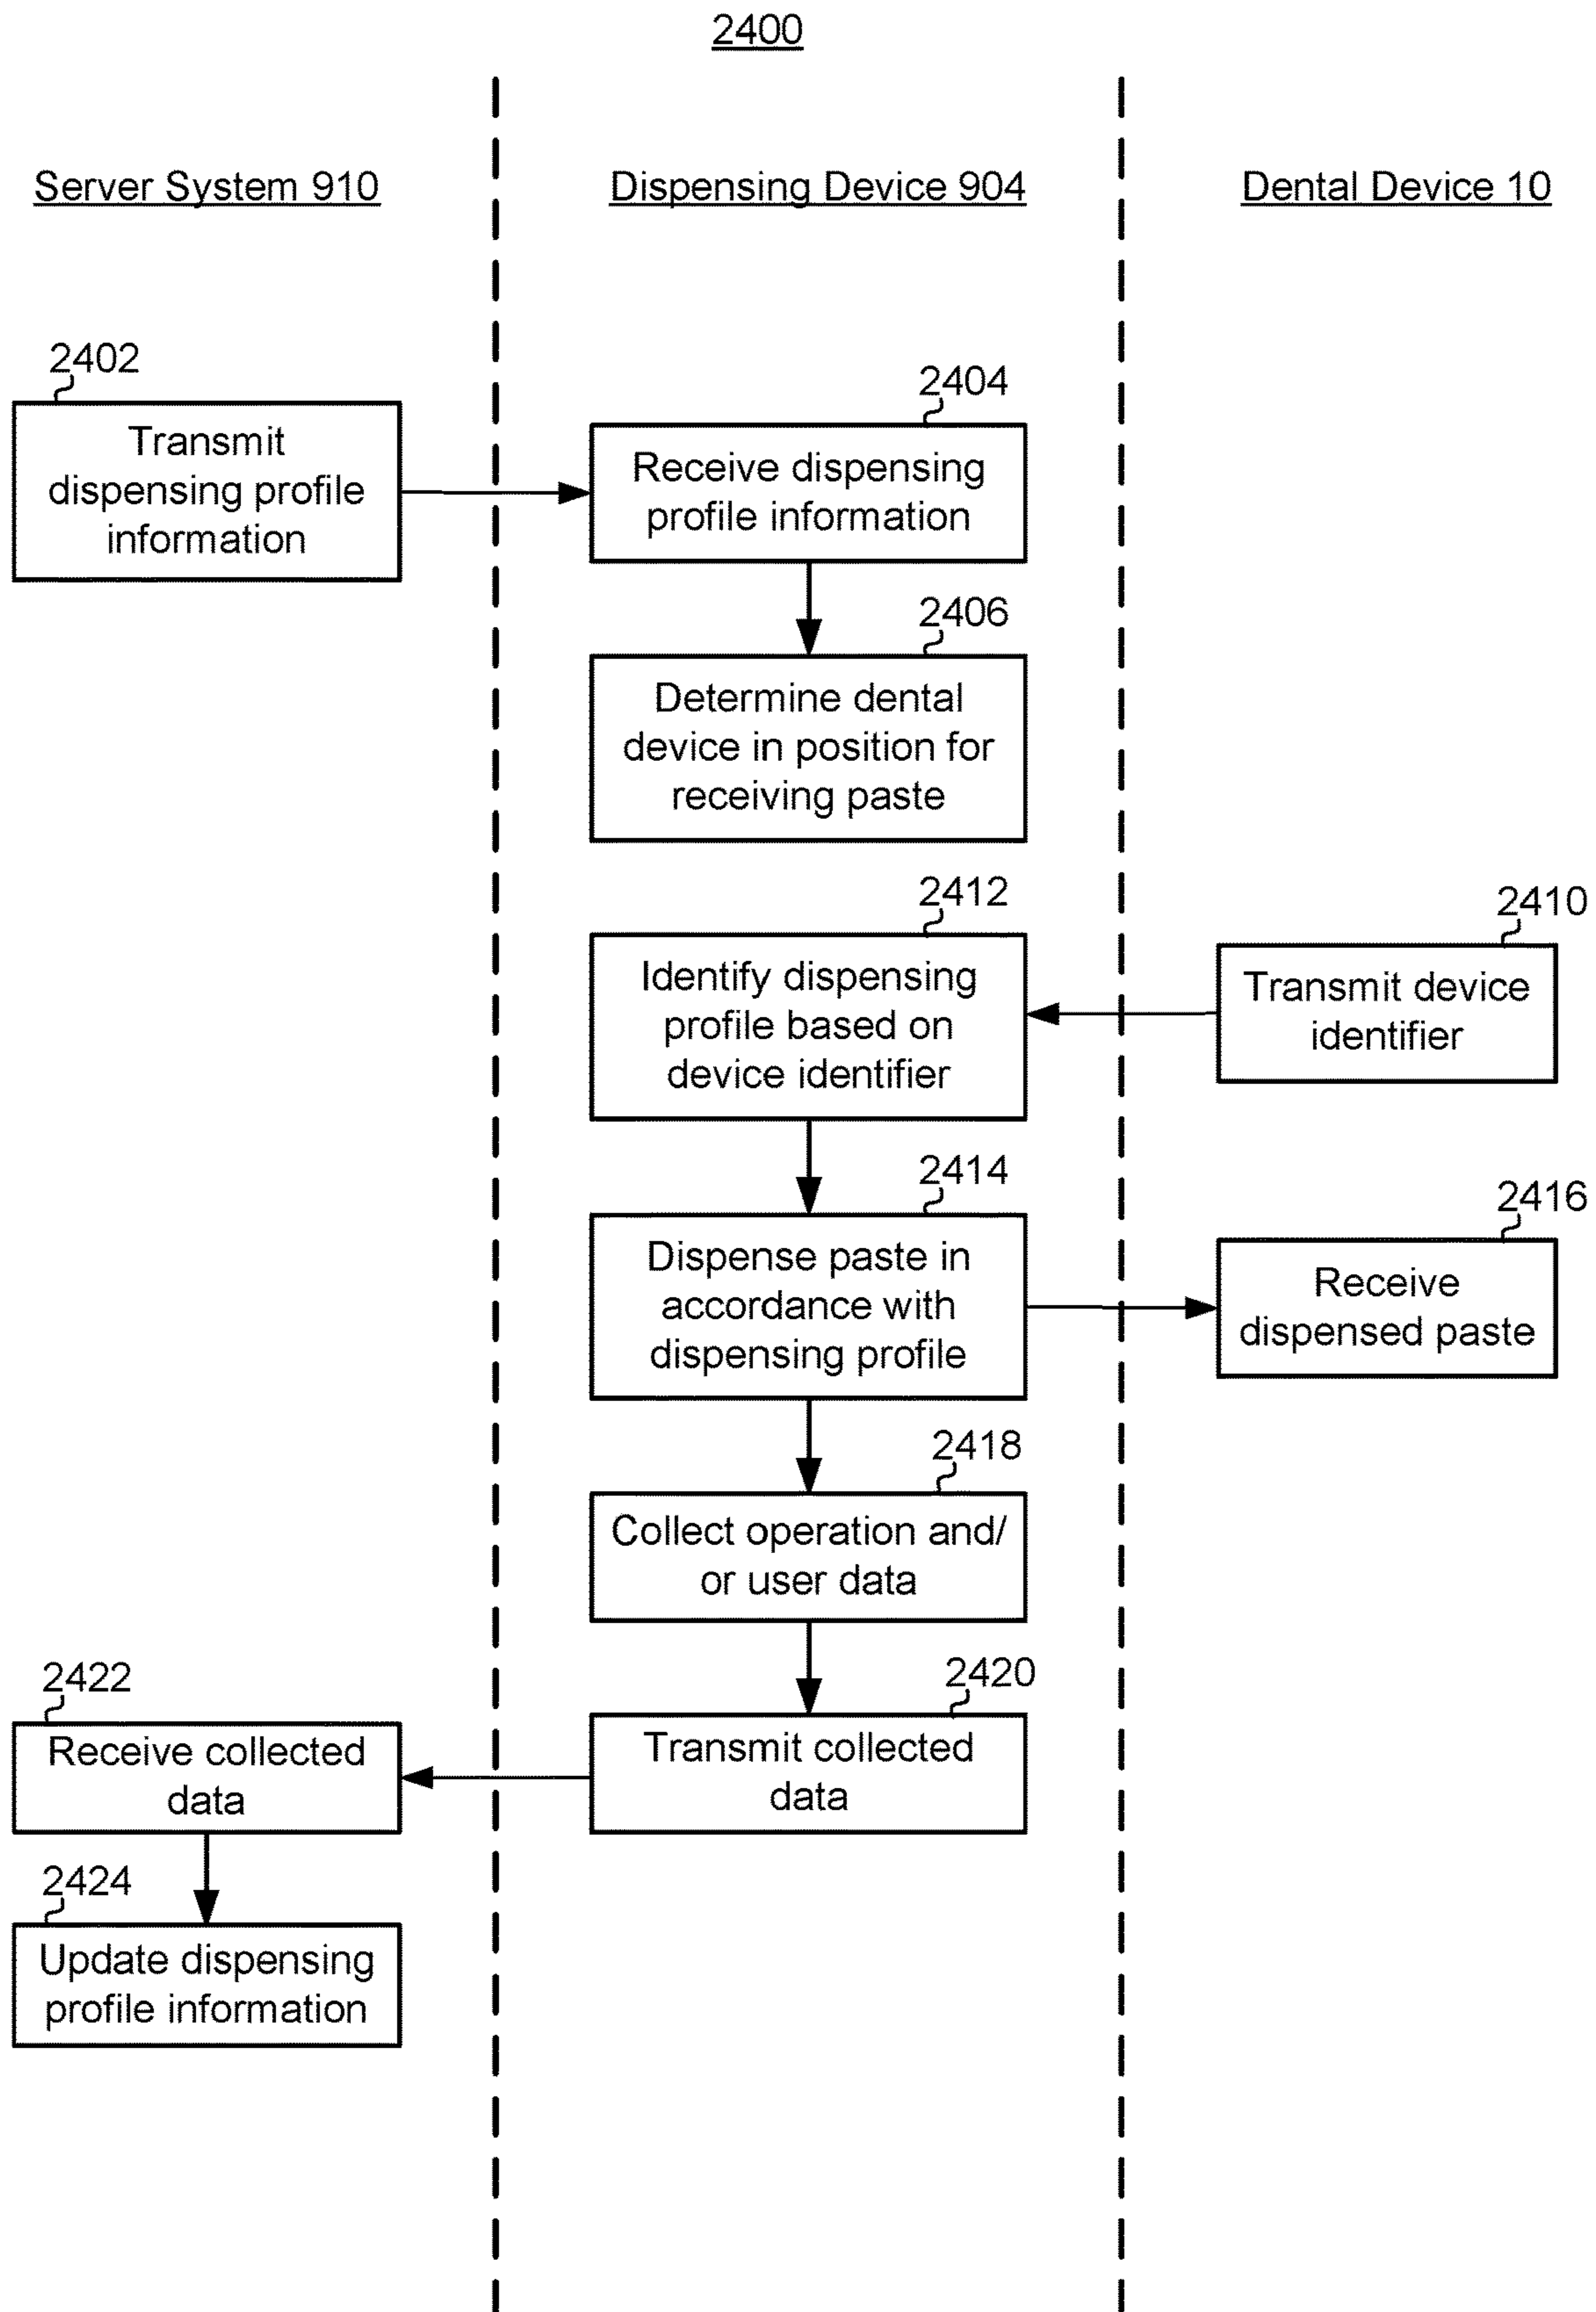 2400
Server System 910
Dispensing Device 904
Dental Device 10
2402
Transmit
dispensing profile
information
2404
Receive dispensing
profile information
2406
Determine dental
device in position for
receiving paste
2412
Identify dispensing
profile based on
device identifier
2410
Transmit device
identifier
2414
Dispense paste in
accordance with
dispensing profile
2416
Receive
dispensed paste
2418
Collect operation and/
or user data
2420
Transmit collected
data
2422
Receive collected
data
2424
Update dispensing
profile information